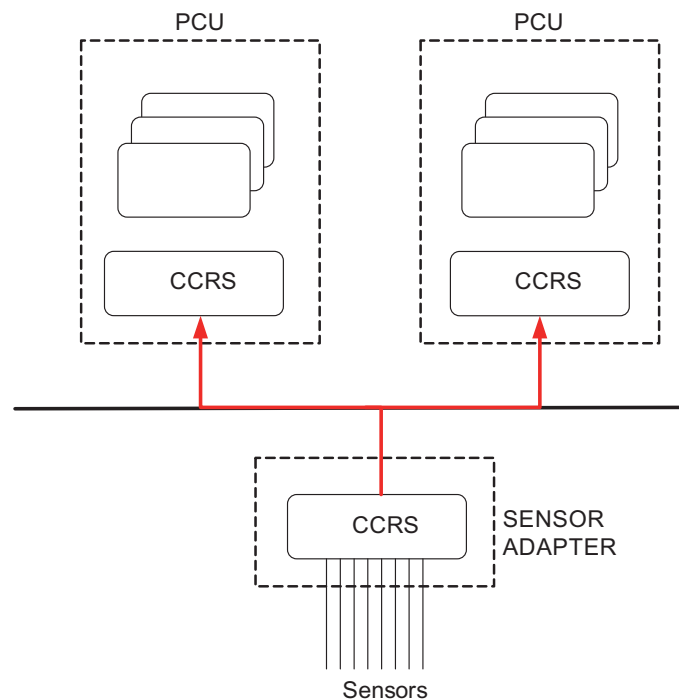 PCU
PCU
CCRS
CCRS
CCRS
SENSOR
ADAPTER
Sensors